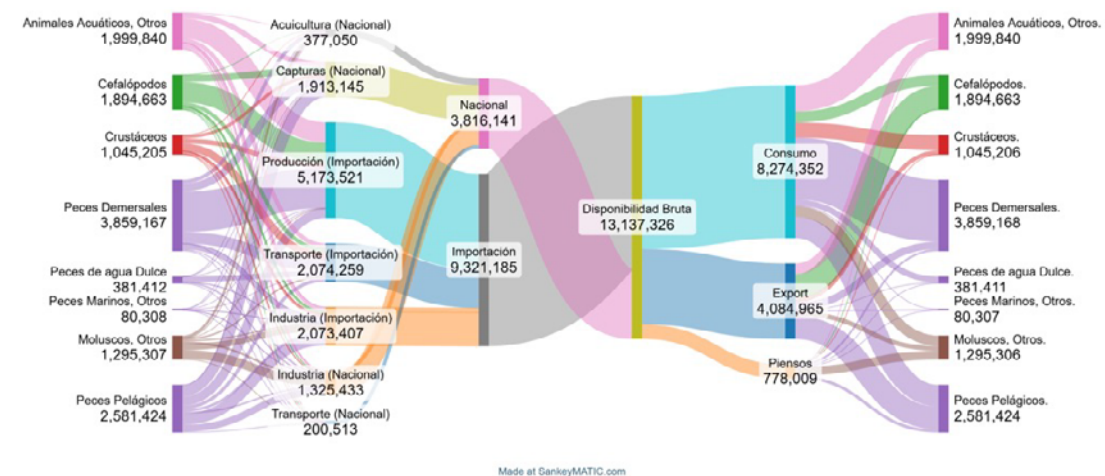 Animales Acuáticos, Otros
1,999,840
Cefalópodos
1,894,663
Crustáceos
1,045,205
Peces Demersales
3,859,167
Peces de agua Dulce
381,412
Peces Marinos, Otros
80,308
Moluscos, Otros
1,295,307
Peces Pelágicos
2,581,424
Acuicultura (Nacional)
377,050
Capturas (Nacional)
1,913,145
Producción (Importación)
5,173,521
Transporte (Importación)
2,074,259
Industria (Importación)
2,073,407
Industria (Nacional)
1,325,433
Transporte (Nacional)
200,513
Nacional
3,816,141
Importación
9,321,185
Disponibilidad Bruta
13,137,326
Consumo
8,274,352
Export
4,084,965
Piensos
778,009
Animales Acuáticos, Otros.
1,999,840
Cefalópodos.
1,894,663
Crustáceos.
1,045,206
Peces Demersales.
3,859,168
Peces de agua Dulce.
381,411
Peces Marinos, Otros.
80,307
Moluscos, Otros.
1,295,306
Peces Pelágicos.
2,581,424
Made at SankeyMATIC.com